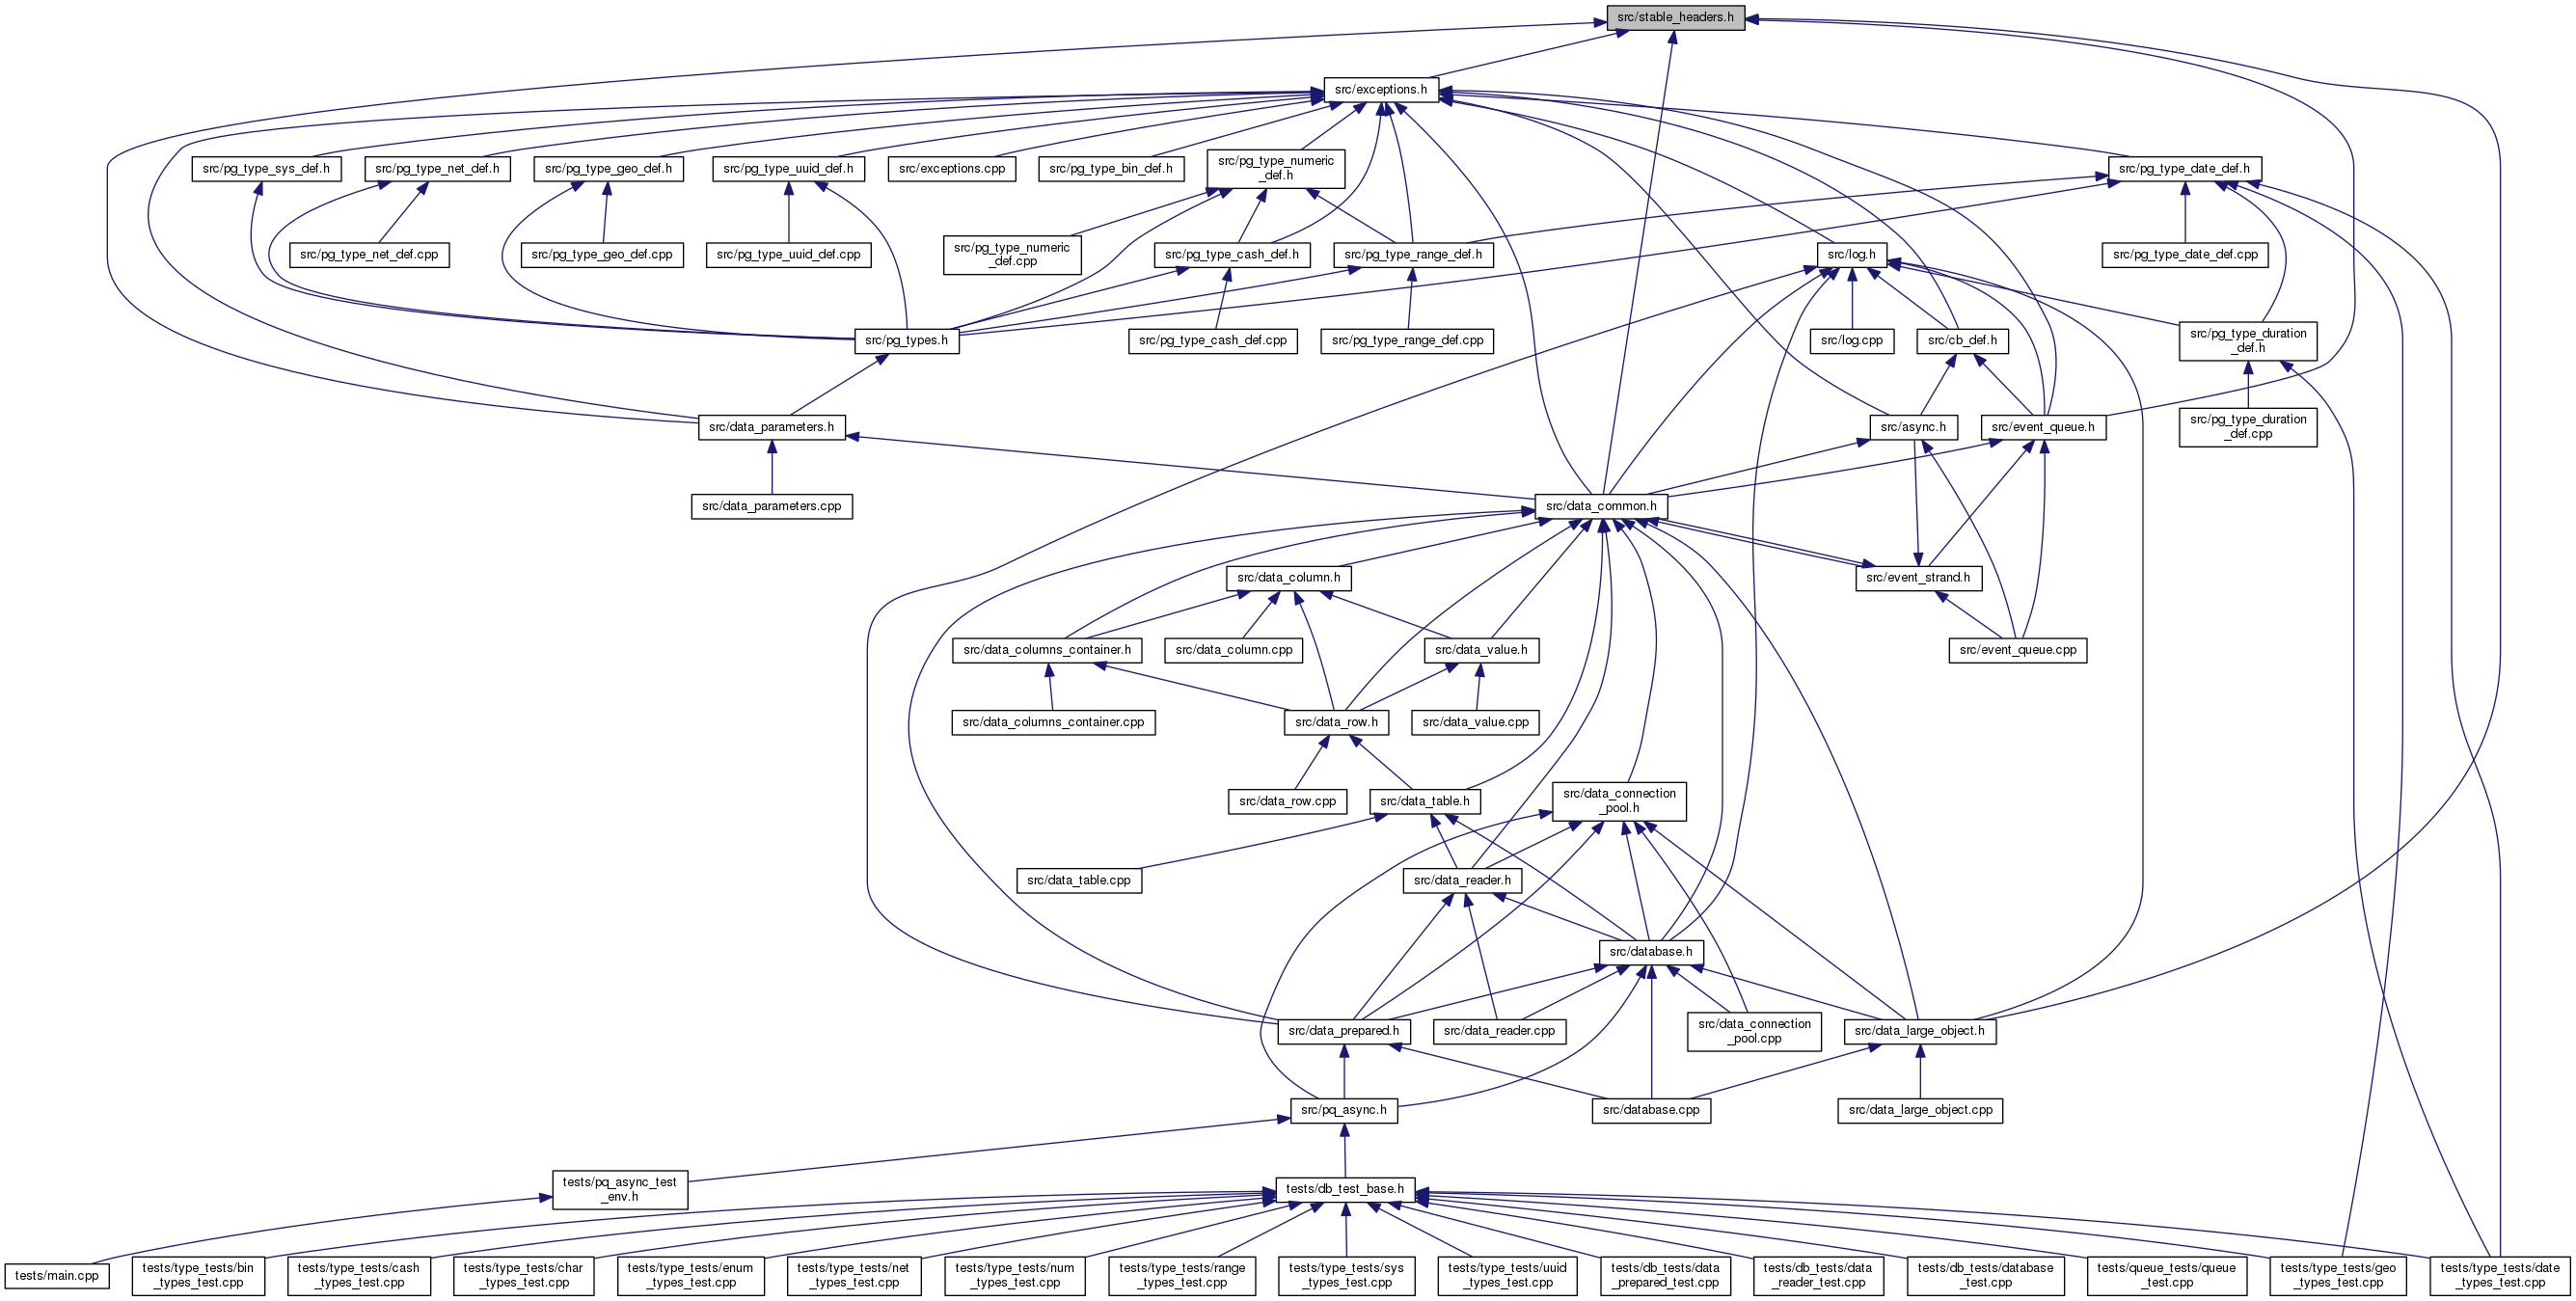 src/stable_headers.h
src/exceptions.h
src/pg_type_sys_def.h
src/pg_type_net_def.h
src/pg_type_geo_def.h
src/pg_type_uuid_def.h
src/exceptions.cpp
src/pg_type_bin_def.h
src/pg_type_numeric
_def.h
src/pg_type_date_def.h
src/pg_type_net_def.cpp
src/pg_type_geo_def.cpp
src/pg_type_uuid_def.cpp
src/pg_type_numeric
_def.cpp
src/pg_type_cash_def.h
src/pg_type_range_def.h
src/log.h
src/pg_type_date_def.cpp
src/pg_types.h
src/pg_type_cash_def.cpp
src/pg_type_range_def.cpp
src/log.cpp
src/cb_def.h
src/pg_type_duration
_def.h
src/data_parameters.h
src/async.h
src/event_queue.h
src/pg_type_duration
_def.cpp
src/data_parameters.cpp
src/data_common.h
src/data_column.h
src/event_strand.h
src/data_columns_container.h
src/data_column.cpp
src/data_value.h
src/event_queue.cpp
src/data_columns_container.cpp
src/data_row.h
src/data_value.cpp
src/data_row.cpp
src/data_table.h
src/data_connection
_pool.h
src/data_table.cpp
src/data_reader.h
src/database.h
src/data_prepared.h
src/data_reader.cpp
src/data_connection
_pool.cpp
src/data_large_object.h
src/pq_async.h
src/database.cpp
src/data_large_object.cpp
tests/pq_async_test
_env.h
tests/db_test_base.h
tests/main.cpp
tests/type_tests/bin
_types_test.cpp
tests/type_tests/cash
_types_test.cpp
tests/type_tests/char
_types_test.cpp
tests/type_tests/enum
_types_test.cpp
tests/type_tests/net
_types_test.cpp
tests/type_tests/num
_types_test.cpp
tests/type_tests/range
_types_test.cpp
tests/type_tests/sys
_types_test.cpp
tests/type_tests/uuid
_types_test.cpp
tests/db_tests/data
_prepared_test.cpp
tests/db_tests/data
_reader_test.cpp
tests/db_tests/database
_test.cpp
tests/queue_tests/queue
_test.cpp
tests/type_tests/geo
_types_test.cpp
tests/type_tests/date
_types_test.cpp